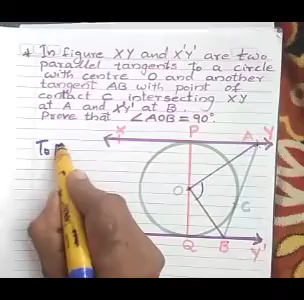 * In figure XY and X'Y' are two
parallel tangents to a circle
with centre O and another
tangent AB with point of
contact C intersecting XY
at A and X'Y' at B.
Prove that ∠AOB = 90°.
To
X P A Y
O
C
Q B Y'